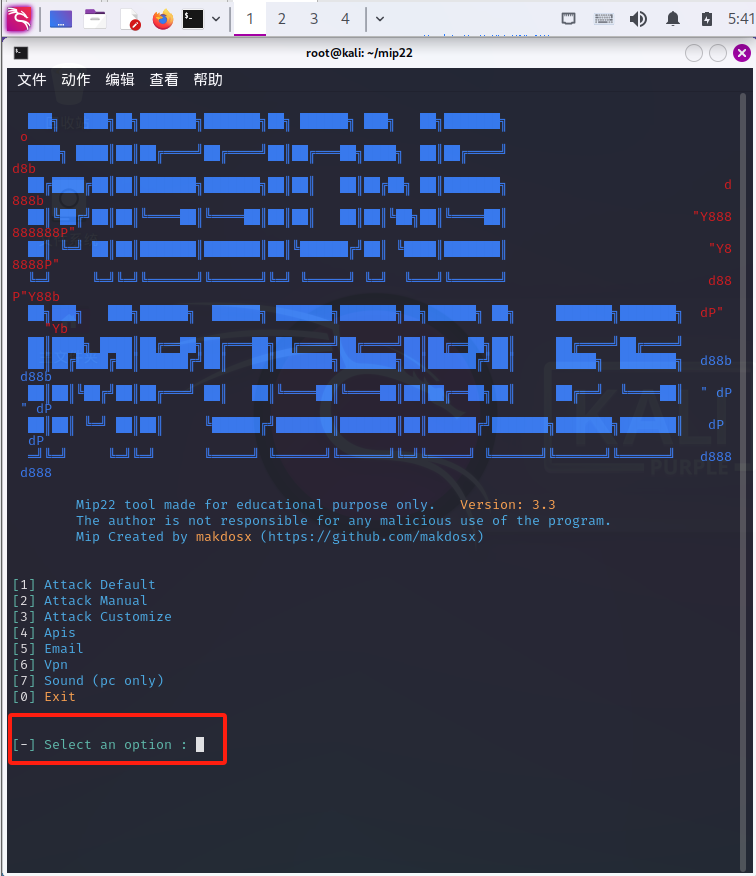 1 2 3 4 5:41
root@kali: ~/mip22
文件 动作 编辑 查看 帮助
o
d8b
d
888b
"Y888
888888P"
"Y8
8888P"
d88
P"Y88b
dP"
"Yb
d88b
d88b
" dP
" dP
dP
dP
d888
d888
KALI
PURPLE
Mip22 tool made for educational purpose only. Version: 3.3
The author is not responsible for any malicious use of the program.
Mip Created by makdosx (https://github.com/makdosx)
[1] Attack Default
[2] Attack Manual
[3] Attack Customize
[4] Apis
[5] Email
[6] Vpn
[7] Sound (pc only)
[0] Exit
[-] Select an option :